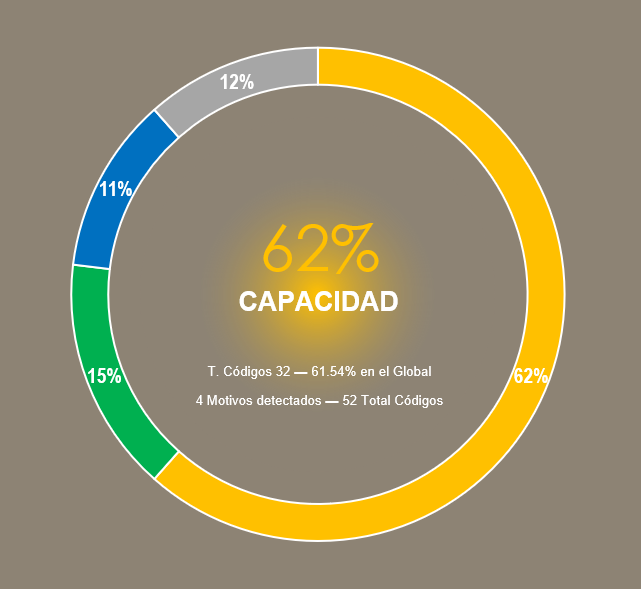 12%
11%
62%
CAPACIDAD
T. Códigos 32 — 61.54% en el Global
15%
62%
4 Motivos detectados — 52 Total Códigos